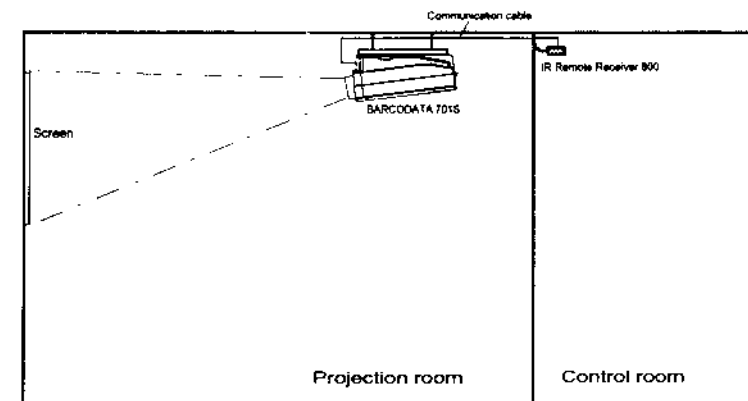 Communication cable
IR Remote Receiver 800
BARCODATA 701S
Screen
Projection room
Control room